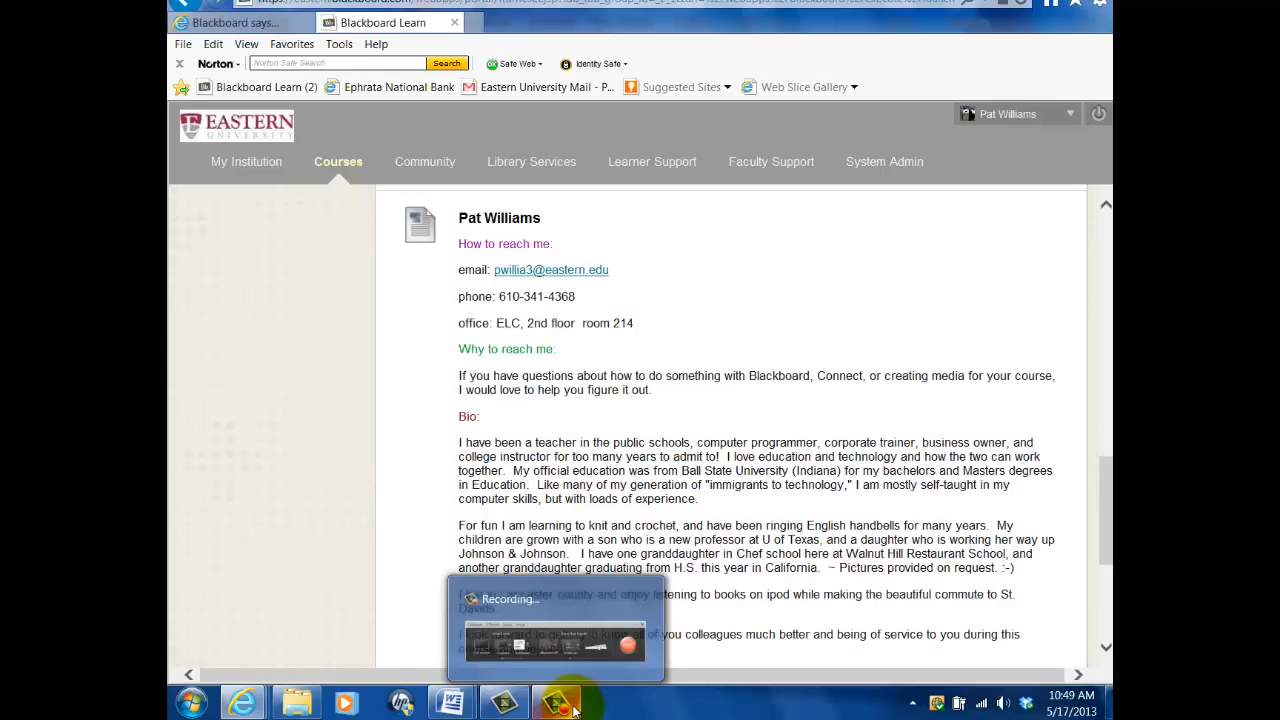 Blackboard says...
Blackboard Learn
File Edit View Favorites Tools Help
x Norton Norton Safe Search Search OK Safe Web Identity Safe
Blackboard Learn (2) Ephrata National Bank Eastern University Mail - P... Suggested Sites Web Slice Gallery
EASTERN
UNIVERSITY
Pat Williams
My Institution Courses Community Library Services Learner Support Faculty Support System Admin
Pat Williams
How to reach me:
email: pwillia3@eastern.edu
phone: 610-341-4368
office: ELC, 2nd floor room 214
Why to reach me:
If you have questions about how to do something with Blackboard, Connect, or creating media for your course,
I would love to help you figure it out.
Bio:
I have been a teacher in the public schools, computer programmer, corporate trainer, business owner, and
college instructor for too many years to admit to! I love education and technology and how the two can work
together. My official education was from Ball State University (Indiana) for my bachelors and Masters degrees
in Education. Like many of my generation of "immigrants to technology," I am mostly self-taught in my
computer skills, but with loads of experience.
For fun I am learning to knit and crochet, and have been ringing English handbells for many years. My
children are grown with a son who is a new professor at U of Texas, and a daughter who is working her way up
Johnson & Johnson. I have one granddaughter in Chef school here at Walnut Hill Restaurant School, and
another granddaughter graduating from H.S. this year in California. ~ Pictures provided on request. :-)
county and enjoy listening to books on ipod while making the beautiful commute to St.
Davids
Recording...
all of you colleagues much better and being of service to you during this
10:49 AM
5/17/2013